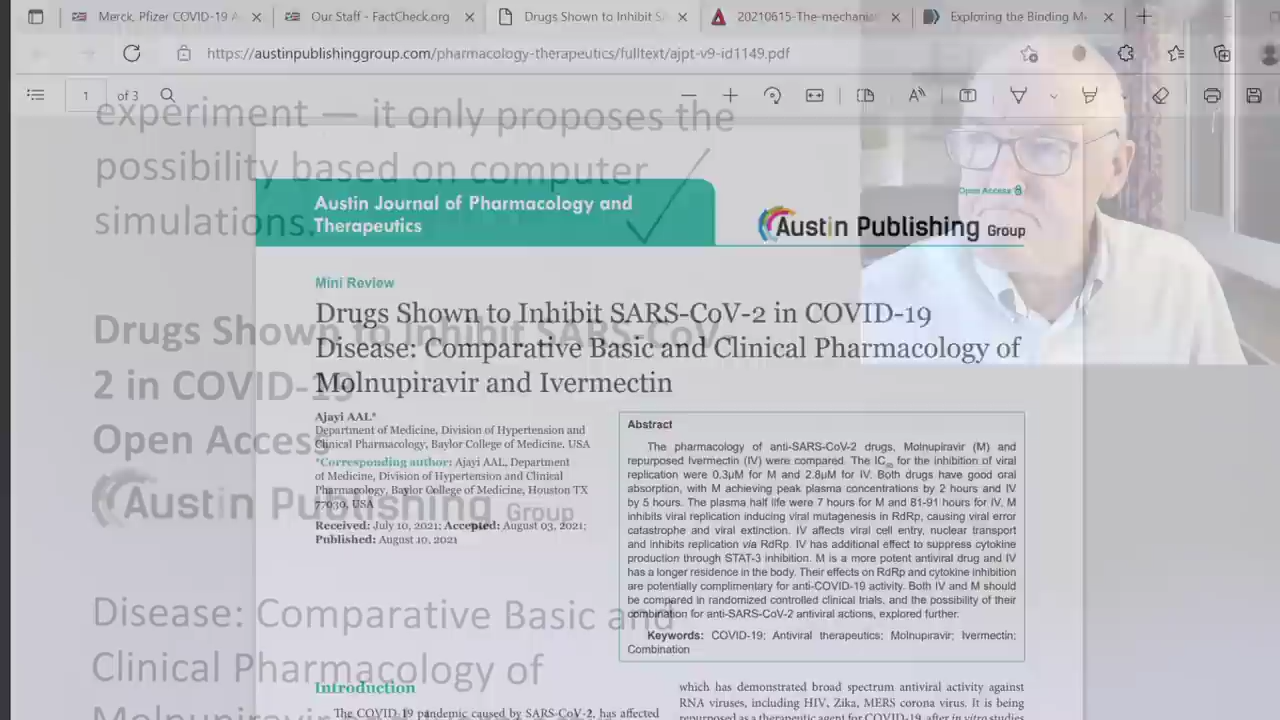 Merck, Pfizer COVID-19 A
Our Staff - FactCheck.org
Drugs Shown to Inhibit S
20210615-The-mechanis
Exploring the Binding M
https://austinpublishinggroup.com/pharmacology-therapeutics/fulltext/ajpt-v9-id1149.pdf
1 of 3
experiment — it only proposes the
possibility based on computer
simulations.
Austin Journal of Pharmacology and
Therapeutics
Open Access
Austin Publishing Group
Mini Review
Drugs Shown to Inhibit SARS-CoV-2 in COVID-19
Disease: Comparative Basic and Clinical Pharmacology of
Molnupiravir and Ivermectin
Drugs Shown to Inhibit SARS-CoV-
2 in COVID-19
Open Access
Austin Publishing Group
Disease: Comparative Basic and
Clinical Pharmacology of
Ajayi AAL*
Department of Medicine, Division of Hypertension and
Clinical Pharmacology, Baylor College of Medicine, USA
*Corresponding author: Ajayi AAL, Department
of Medicine, Division of Hypertension and Clinical
Pharmacology, Baylor College of Medicine, Houston TX
77030, USA
Received: July 10, 2021; Accepted: August 03, 2021;
Published: August 10, 2021
Abstract
The pharmacology of anti-SARS-CoV-2 drugs, Molnupiravir (M) and
repurposed Ivermectin (IV) were compared. The IC50 for the inhibition of viral
replication were 0.3µM for M and 2.8µM for IV. Both drugs have good oral
absorption, with M achieving peak plasma concentrations by 2 hours and IV
by 5 hours. The plasma half life were 7 hours for M and 81-91 hours for IV. M
inhibits viral replication inducing viral mutagenesis in RdRp, causing viral error
catastrophe and viral extinction. IV affects viral cell entry, nuclear transport
and inhibits replication via RdRp. IV has additional effect to suppress cytokine
production through STAT-3 inhibition. M is a more potent antiviral drug and IV
has a longer residence in the body. Their effects on RdRp and cytokine inhibition
are potentially complimentary for anti-COVID-19 activity. Both IV and M should
be compared in randomized controlled clinical trials, and the possibility of their
combination for anti-SARS-CoV-2 antiviral actions, explored further.
Keywords: COVID-19; Antiviral therapeutics; Molnupiravir; Ivermectin;
Combination
Introduction
The COVID-19 pandemic caused by SARS-CoV-2, has affected
which has demonstrated broad spectrum antiviral activity against
RNA viruses, including HIV, Zika, MERS corona virus. It is being
repurposed as a therapeutic agent for COVID-19, after in vitro studies